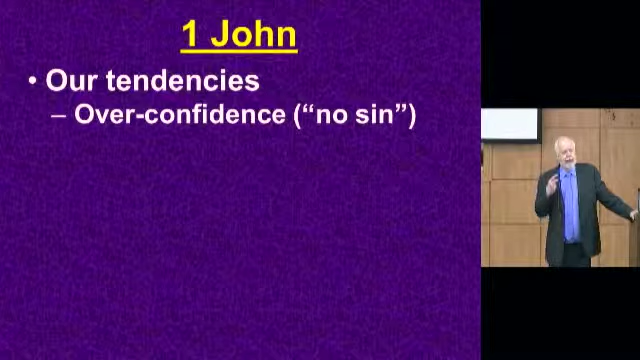 1 John
• Our tendencies
– Over-confidence (“no sin”)